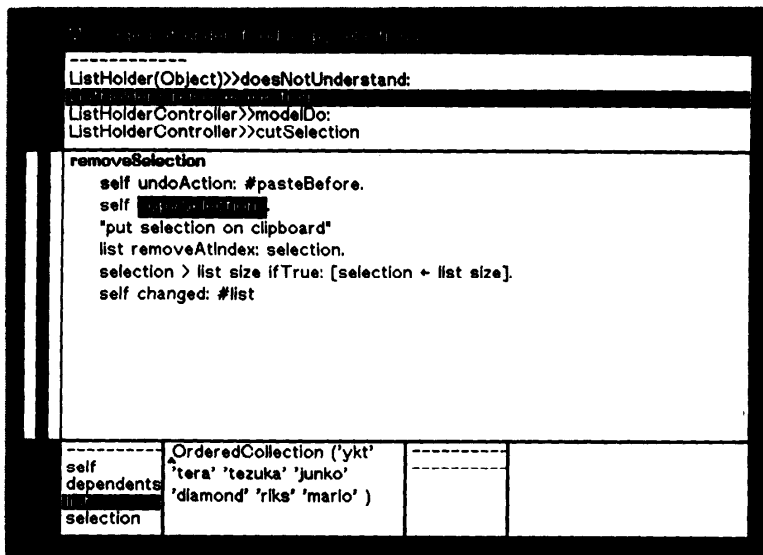 ListHolder(Object)>>doesNotUnderstand:
ListHolderController>>modelDo:
ListHolderController>>cutSelection
removeSelection
self undoAction: #pasteBefore.
self
"put selection on clipboard"
list removeAtIndex: selection.
selection > list size ifTrue: [selection ← list size].
self changed: #list
self
dependents
selection
OrderedCollection ('ykt'
'tera' 'tezuka' 'junko'
'diamond' 'riks' 'mario' )